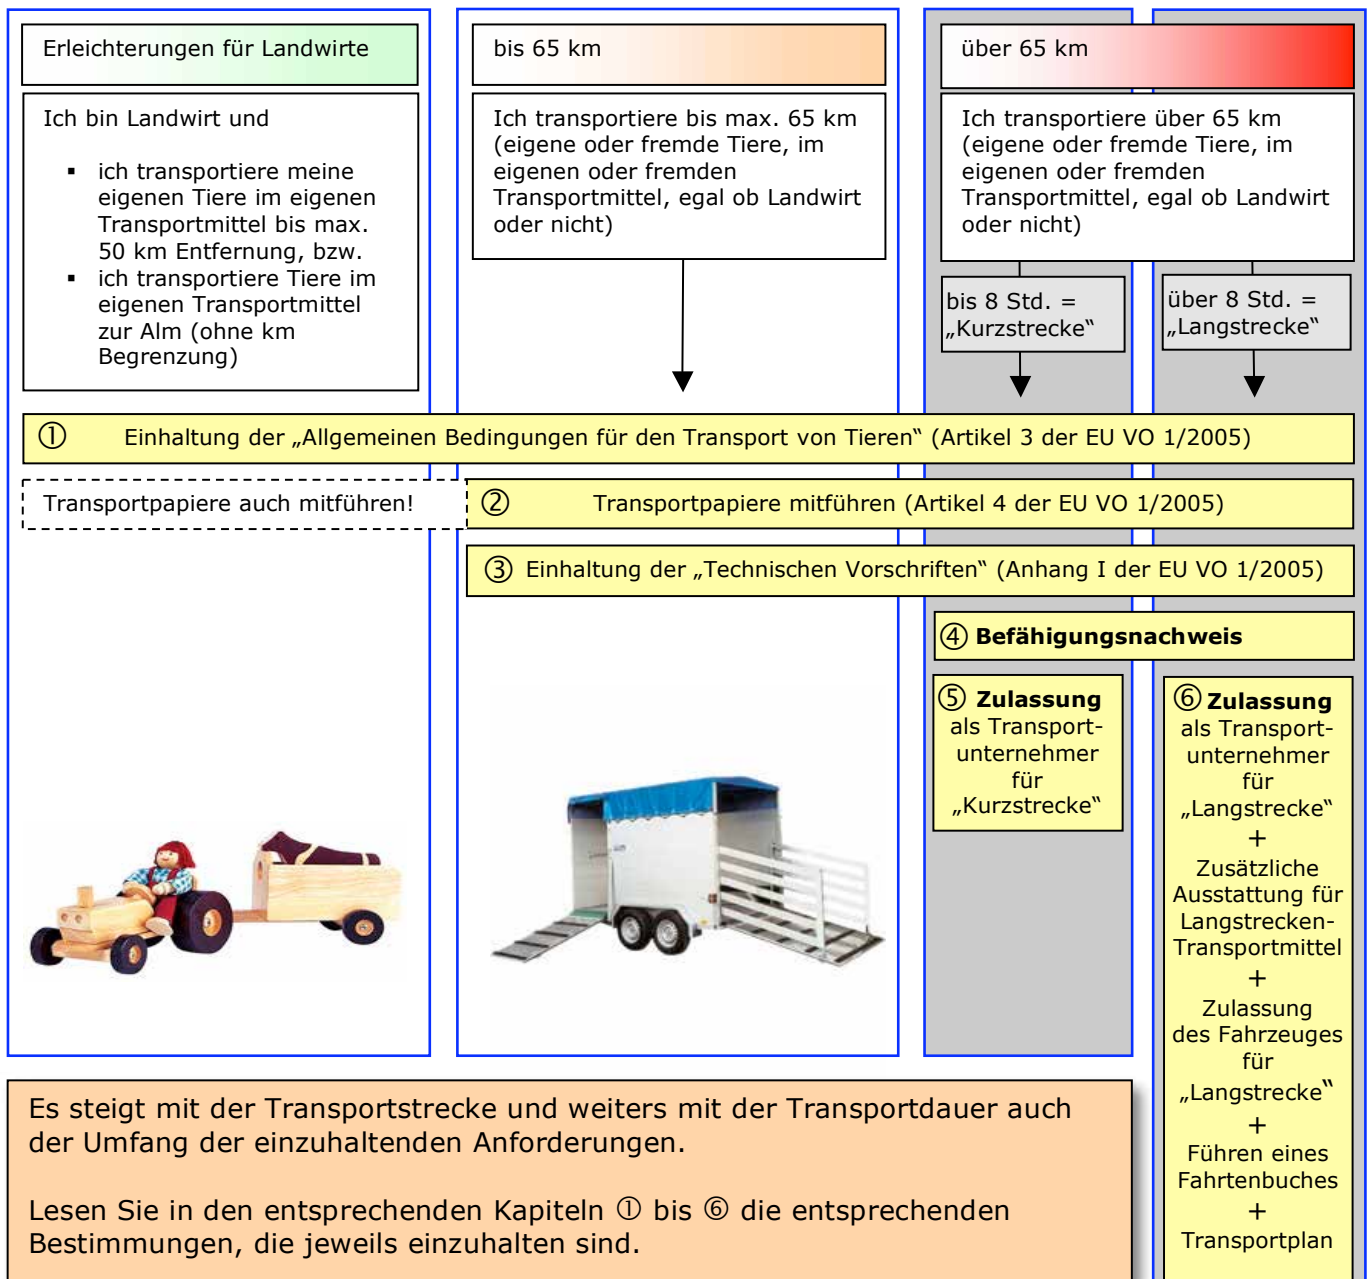 Erleichterungen für Landwirte
Ich bin Landwirt und
▪ ich transportiere meine
eigenen Tiere im eigenen
Transportmittel bis max.
50 km Entfernung, bzw.
▪ ich transportiere Tiere im
eigenen Transportmittel
zur Alm (ohne km
Begrenzung)
bis 65 km
Ich transportiere bis max. 65 km
(eigene oder fremde Tiere, im
eigenen oder fremden
Transportmittel, egal ob Landwirt
oder nicht)
über 65 km
Ich transportiere über 65 km
(eigene oder fremde Tiere, im
eigenen oder fremden
Transportmittel, egal ob Landwirt
oder nicht)
bis 8 Std. =
„Kurzstrecke“
über 8 Std. =
„Langstrecke“
① Einhaltung der „Allgemeinen Bedingungen für den Transport von Tieren“ (Artikel 3 der EU VO 1/2005)
Transportpapiere auch mitführen!
② Transportpapiere mitführen (Artikel 4 der EU VO 1/2005)
③ Einhaltung der „Technischen Vorschriften“ (Anhang I der EU VO 1/2005)
④ Befähigungsnachweis
⑤ Zulassung
als Transport-
unternehmer
für
„Kurzstrecke“
⑥ Zulassung
als Transport-
unternehmer
für
„Langstrecke“
+
Zusätzliche
Ausstattung für
Langstrecken-
Transportmittel
+
Zulassung
des Fahrzeuges
für
„Langstrecke“
+
Führen eines
Fahrtenbuches
+
Transportplan
Es steigt mit der Transportstrecke und weiters mit der Transportdauer auch
der Umfang der einzuhaltenden Anforderungen.
Lesen Sie in den entsprechenden Kapiteln ① bis ⑥ die entsprechenden
Bestimmungen, die jeweils einzuhalten sind.